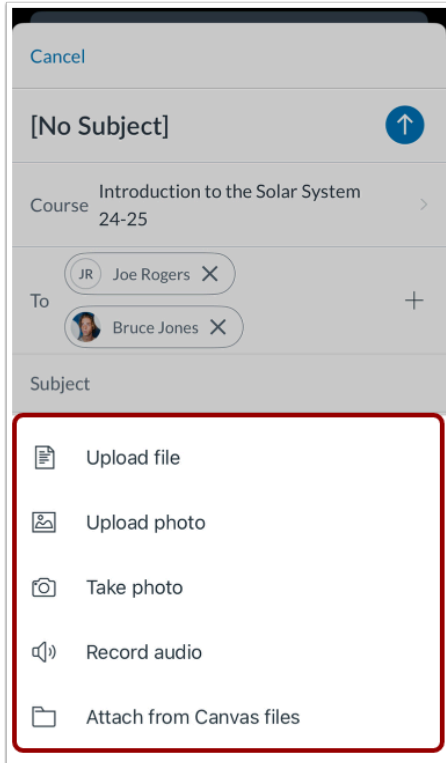 Cancel
[No Subject]
Course Introduction to the Solar System
24-25
To JR Joe Rogers
Bruce Jones
Subject
Upload file
Upload photo
Take photo
Record audio
Attach from Canvas files